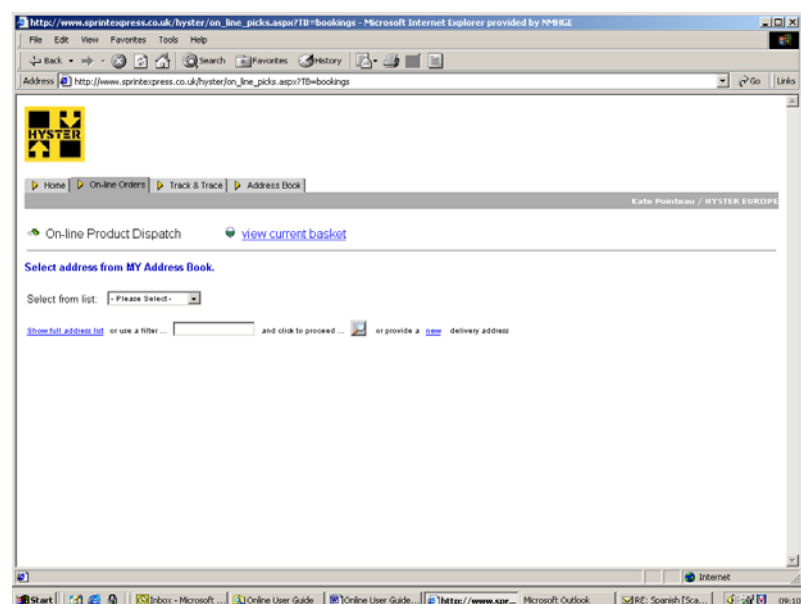 http://www.sprintexpress.co.uk/hyster/on_line_picks.aspx?TB=bookings - Microsoft Internet Explorer provided by NMHGE
File Edit View Favorites Tools Help
Back Search Favorites History
Address http://www.sprintexpress.co.uk/hyster/on_line_picks.aspx?TB=bookings Go Links
HYSTER
Home On-line Orders Track & Trace Address Book
Kate Pointeau / HYSTER EUROPE
On-line Product Dispatch view current basket
Select address from MY Address Book.
Select from list: - Please Select-
Show full address list or use a filter ... and click to proceed ... or provide a new delivery address
Internet
Start Inbox - Microsoft ... Online User Guide Online User Guide... http://www.spr... Microsoft Outlook RE: Spanish [Sca... 09:10